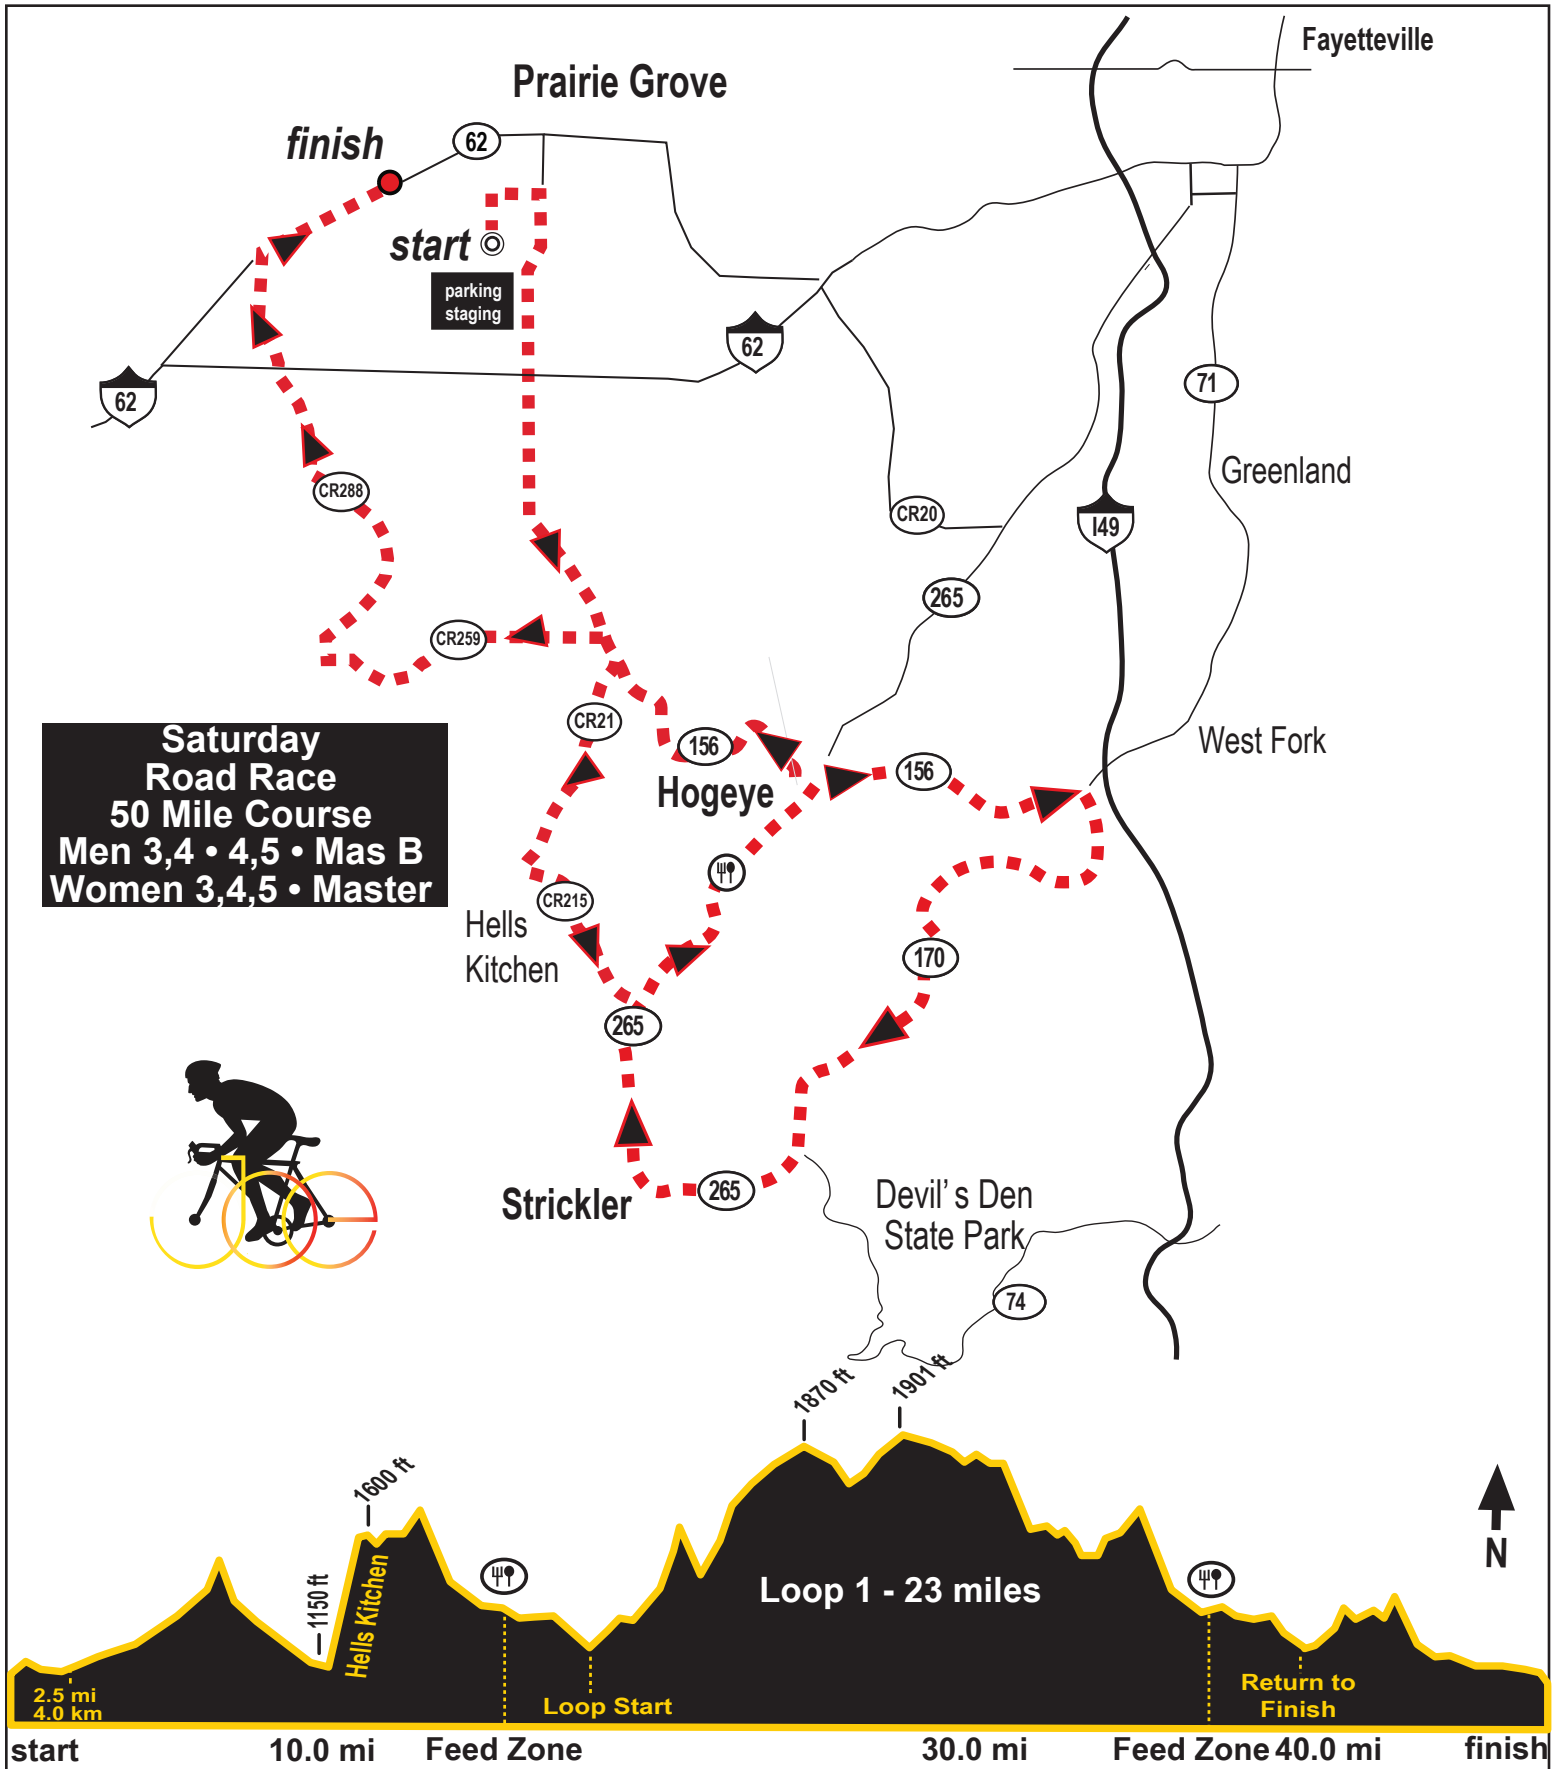 Fayetteville
Prairie Grove
finish
62
start
parking
staging
62
62
71
Greenland
CR288
CR20
I49
265
CR259
CR21
156
West Fork
156
Hogeye
Saturday
Road Race
50 Mile Course
Men 3,4 • 4,5 • Mas B
Women 3,4,5 • Master
CR215
Hells
Kitchen
170
265
Strickler
265
Devil's Den
State Park
74
1870 ft
1901 ft
1600 ft
1150 ft
Hells Kitchen
N
Loop 1 - 23 miles
2.5 mi
4.0 km
Loop Start
Return to
Finish
start
10.0 mi
Feed Zone
30.0 mi
Feed Zone
40.0 mi
finish